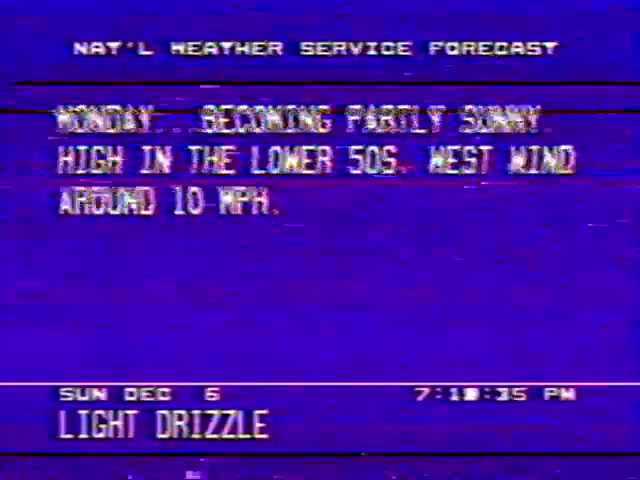 NAT'L WEATHER SERVICE FORECAST
MONDAY...BECOMING PARTLY SUNNY.
HIGH IN THE LOWER 50S. WEST WIND
AROUND 10 MPH.
SUN DEC 6 7:10:35 PM
LIGHT DRIZZLE